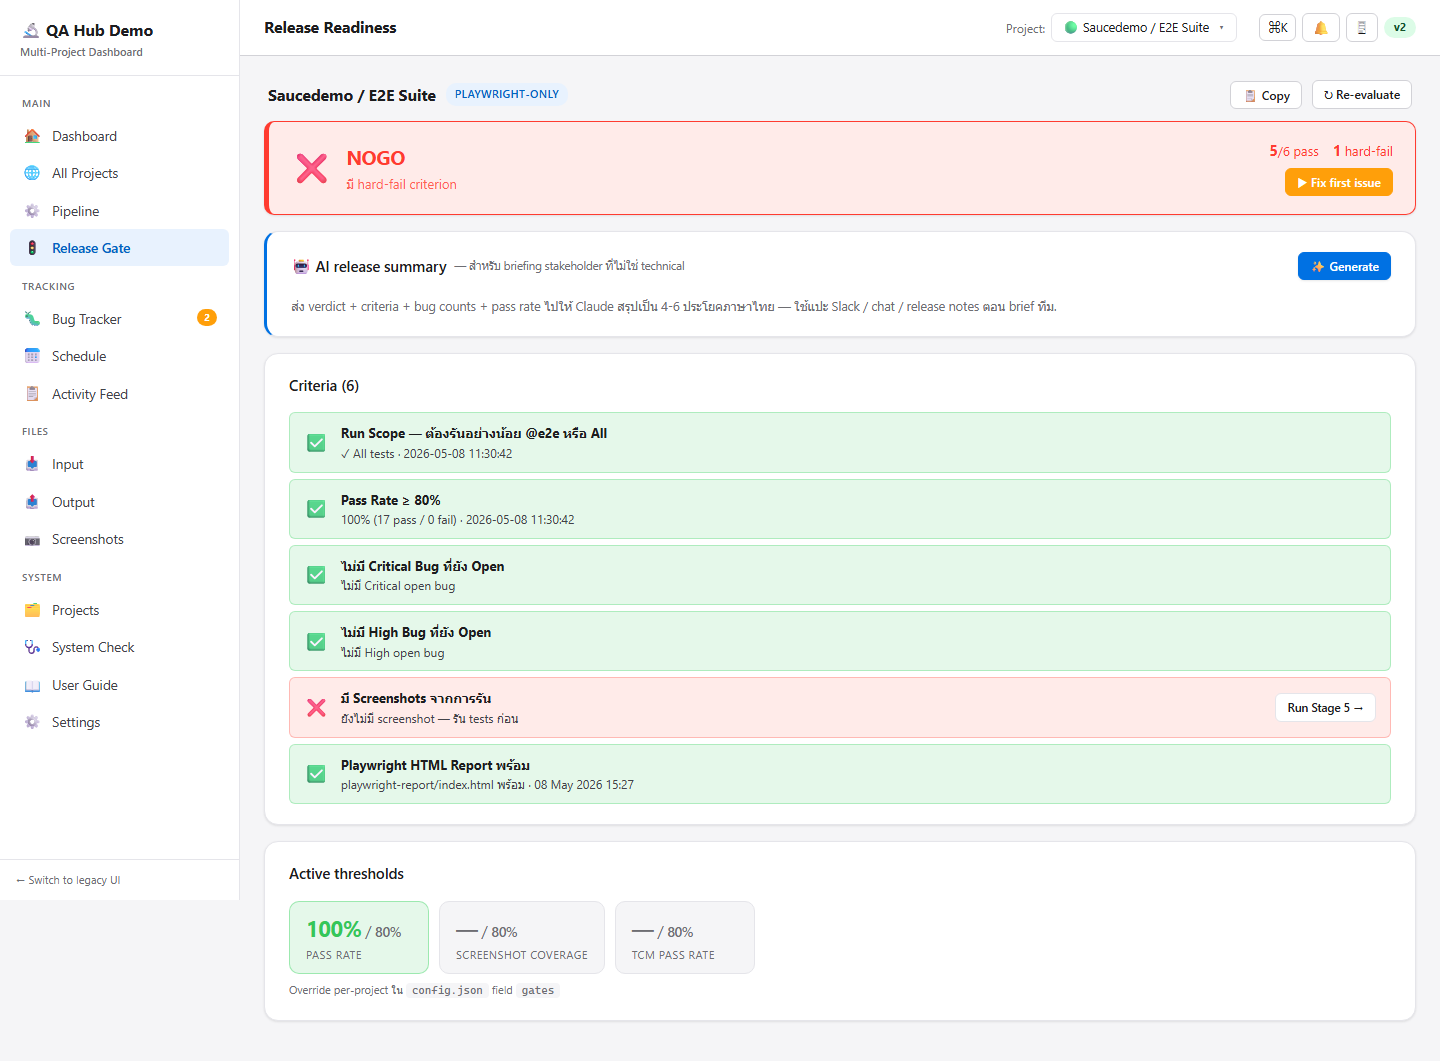 QA Hub Demo
Multi-Project Dashboard
MAIN
Dashboard
All Projects
Pipeline
Release Gate
TRACKING
Bug Tracker 2
Schedule
Activity Feed
FILES
Input
Output
Screenshots
SYSTEM
Projects
System Check
User Guide
Settings
← Switch to legacy UI
Release Readiness
Project: Saucedemo / E2E Suite
⌘K
v2
Saucedemo / E2E Suite PLAYWRIGHT-ONLY
Copy
↻ Re-evaluate
NOGO
มี hard-fail criterion
5/6 pass 1 hard-fail
▶ Fix first issue
AI release summary — สำหรับ briefing stakeholder ที่ไม่ใช่ technical
✨ Generate
ส่ง verdict + criteria + bug counts + pass rate ไปให้ Claude สรุปเป็น 4-6 ประโยคภาษาไทย — ใช้แปะ Slack / chat / release notes ตอน brief ทีม.
Criteria (6)
Run Scope — ต้องรันอย่างน้อย @e2e หรือ All
✓ All tests · 2026-05-08 11:30:42
Pass Rate ≥ 80%
100% (17 pass / 0 fail) · 2026-05-08 11:30:42
ไม่มี Critical Bug ที่ยัง Open
ไม่มี Critical open bug
ไม่มี High Bug ที่ยัง Open
ไม่มี High open bug
มี Screenshots จากการรัน
ยังไม่มี screenshot — รัน tests ก่อน
Run Stage 5 →
Playwright HTML Report พร้อม
playwright-report/index.html พร้อม · 08 May 2026 15:27
Active thresholds
100% / 80%
PASS RATE
— / 80%
SCREENSHOT COVERAGE
— / 80%
TCM PASS RATE
Override per-project ใน config.json field gates